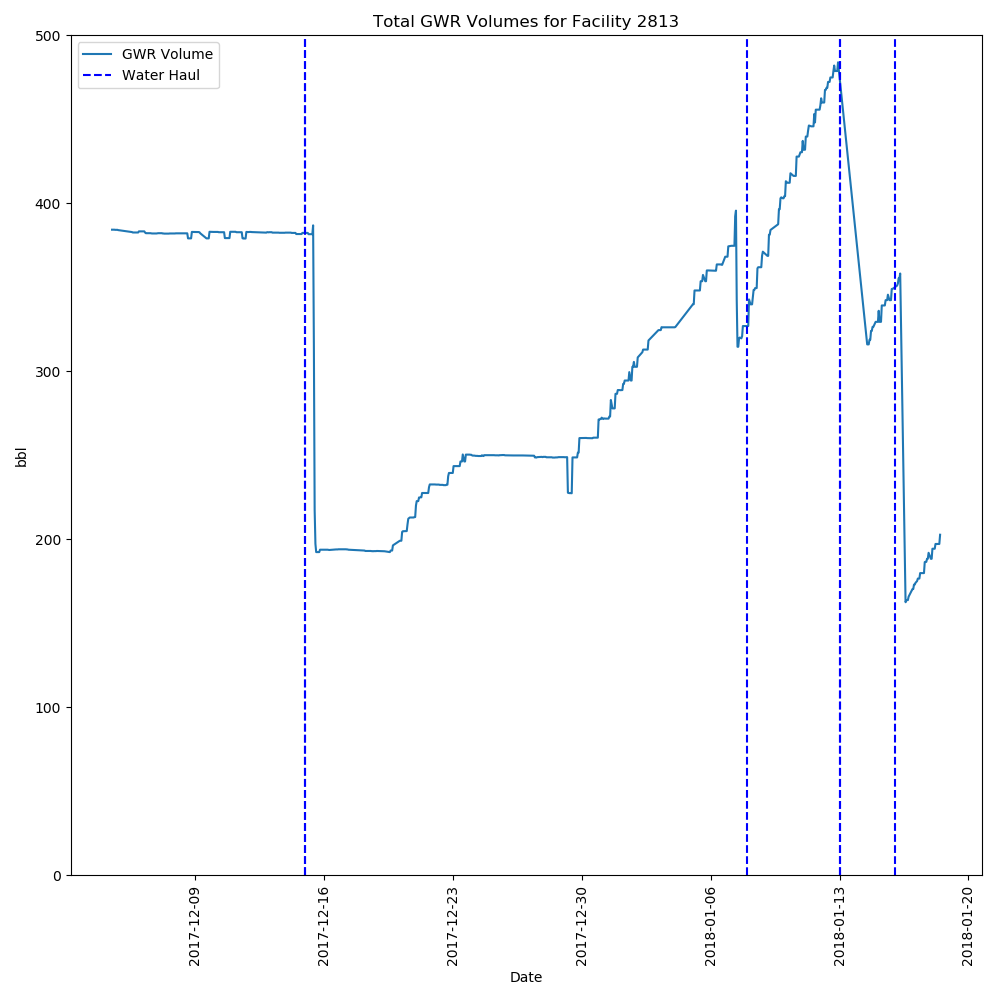 Total GWR Volumes for Facility 2813
GWR Volume
Water Haul
500
400
300
200
100
0
bbl
2017-12-09
2017-12-16
2017-12-23
2017-12-30
2018-01-06
2018-01-13
2018-01-20
Date